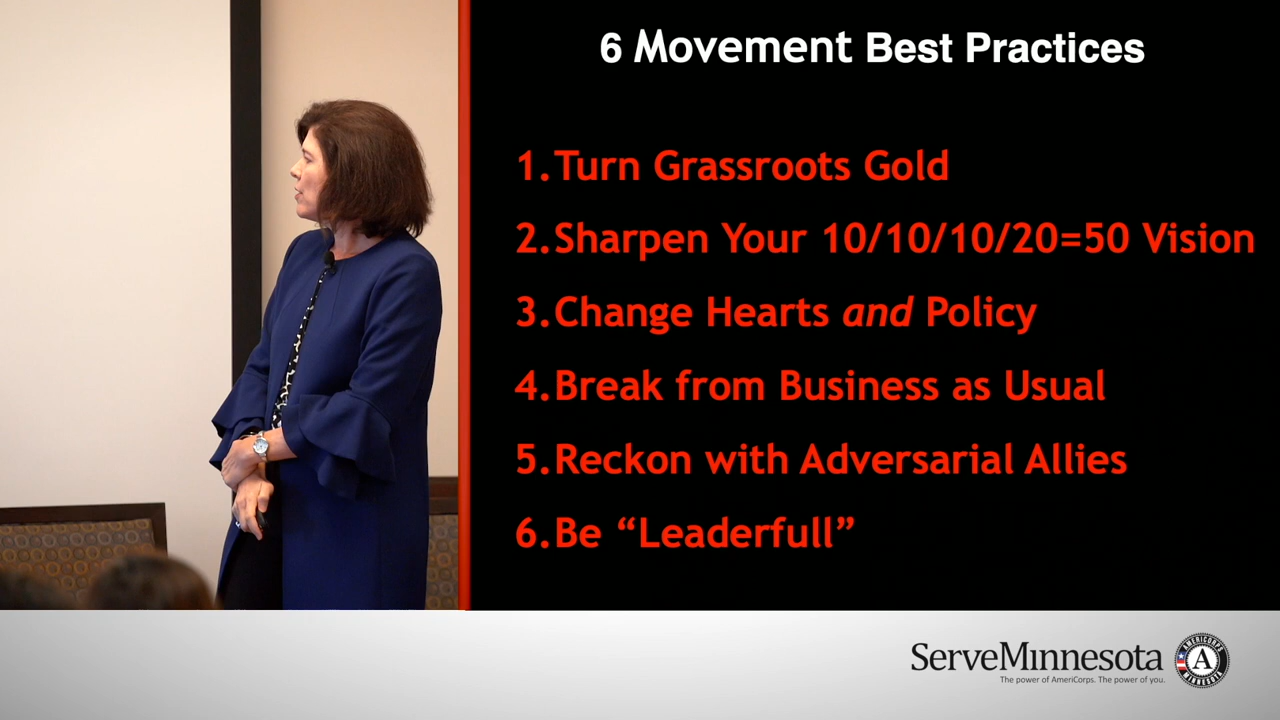 6 Movement Best Practices
1. Turn Grassroots Gold
2. Sharpen Your 10/10/10/20=50 Vision
3. Change Hearts and Policy
4. Break from Business as Usual
5. Reckon with Adversarial Allies
6. Be “Leaderfull”
ServeMinnesota
The power of AmeriCorps. The power of you.
AMERICORPS
A
MINNESOTA